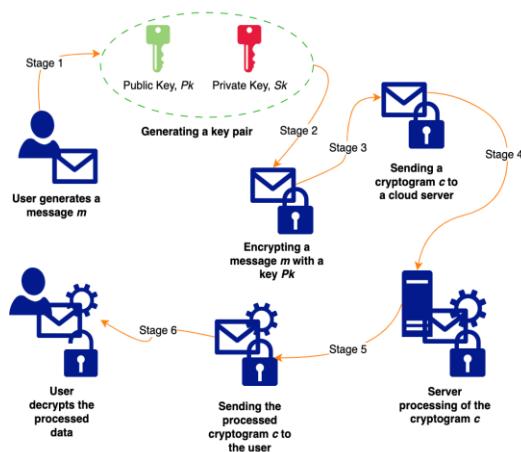 Stage 1
Public Key, Pk
Private Key, Sk
Generating a key pair
User generates a
message m
Stage 2
Encrypting a
message m with a
key Pk
Stage 3
Sending a
cryptogram c to
a cloud server
Stage 4
Server
processing of the
cryptogram c
Stage 5
Sending the
processed
cryptogram c to
the user
Stage 6
User
decrypts the
processed
data